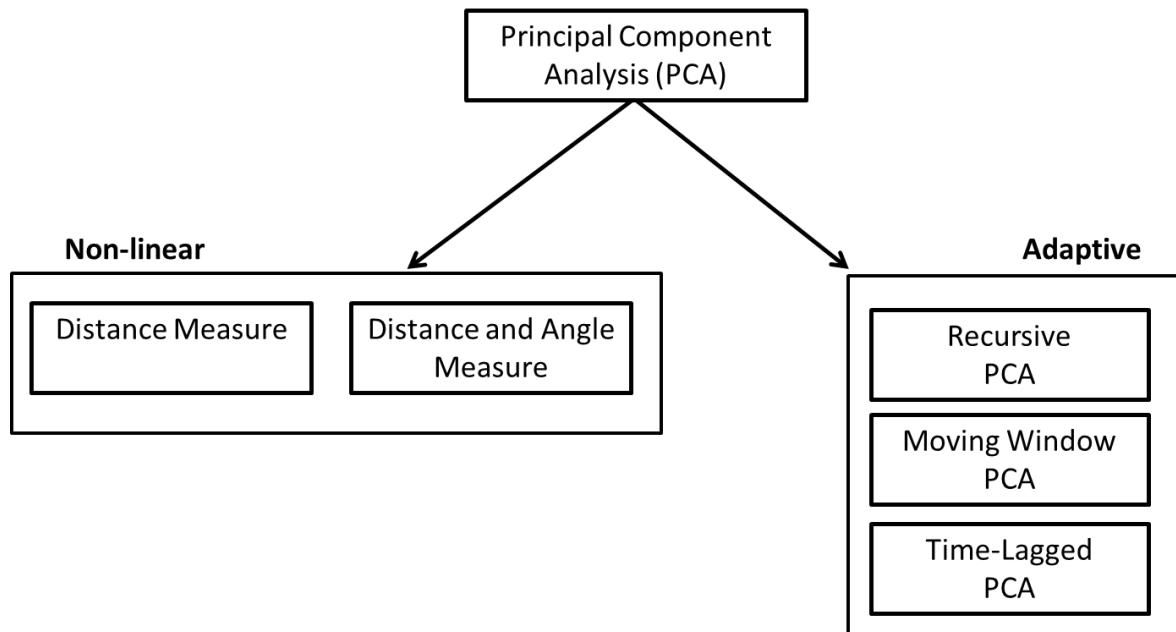 Principal Component
Analysis (PCA)
Non-linear
Distance Measure
Distance and Angle
Measure
Adaptive
Recursive
PCA
Moving Window
PCA
Time-Lagged
PCA